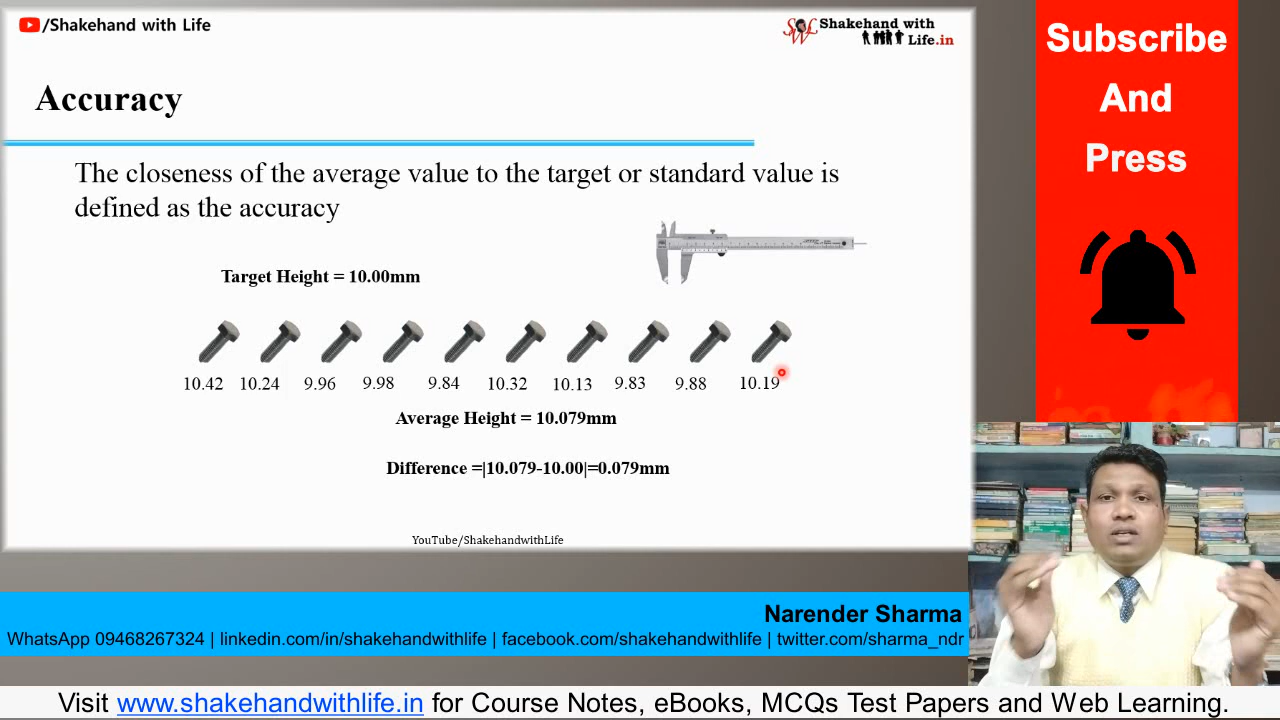 /Shakehand with Life
Shakehand with
Life.in
Subscribe
And
Press
Accuracy
The closeness of the average value to the target or standard value is
defined as the accuracy
Target Height = 10.00mm
10.42 10.24 9.96 9.98 9.84 10.32 10.13 9.83 9.88 10.19
Average Height = 10.079mm
Difference =|10.079-10.00|=0.079mm
YouTube/ShakehandwithLife
Narender Sharma
WhatsApp 09468267324 | linkedin.com/in/shakehandwithlife | facebook.com/shakehandwithlife | twitter.com/sharma_ndr
Visit www.shakehandwithlife.in for Course Notes, eBooks, MCQs Test Papers and Web Learning.